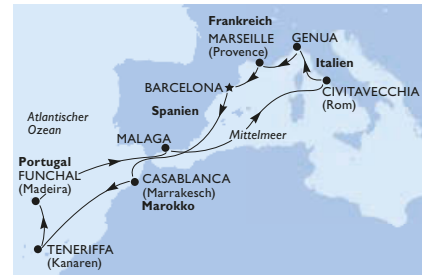 Frankreich
MARSEILLE
(Provence)
GENUA
Italien
BARCELONA
CIVITAVECCHIA
(Rom)
Spanien
Atlantischer
Ozean
MALAGA
Mittelmeer
Portugal
FUNCHAL
(Madeira)
CASABLANCA
(Marrakesch)
Marokko
TENERIFFA
(Kanaren)